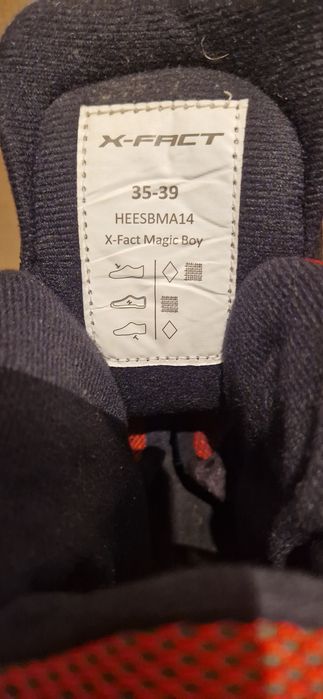 X-FACT
35-39
HEESBMA14
X-Fact Magic Boy